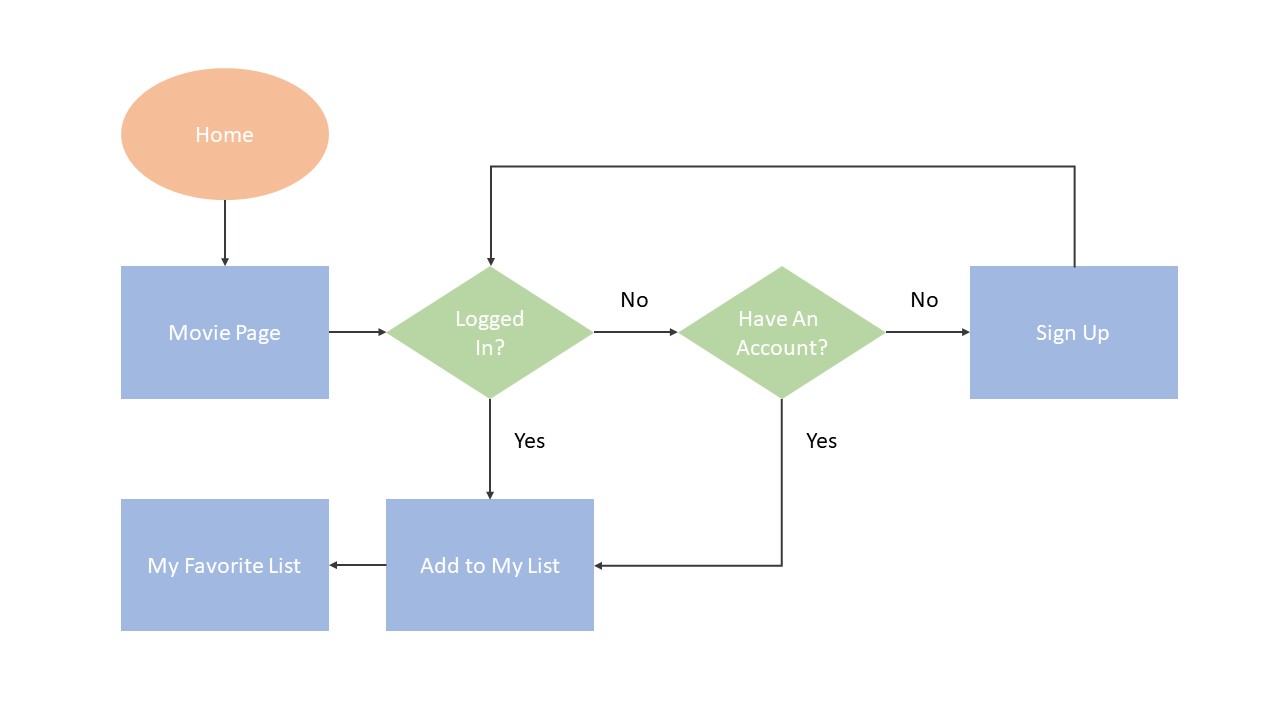 Home
Movie Page
Logged
In?
No
Have An
Account?
No
Sign Up
Yes
Yes
My Favorite List
Add to My List